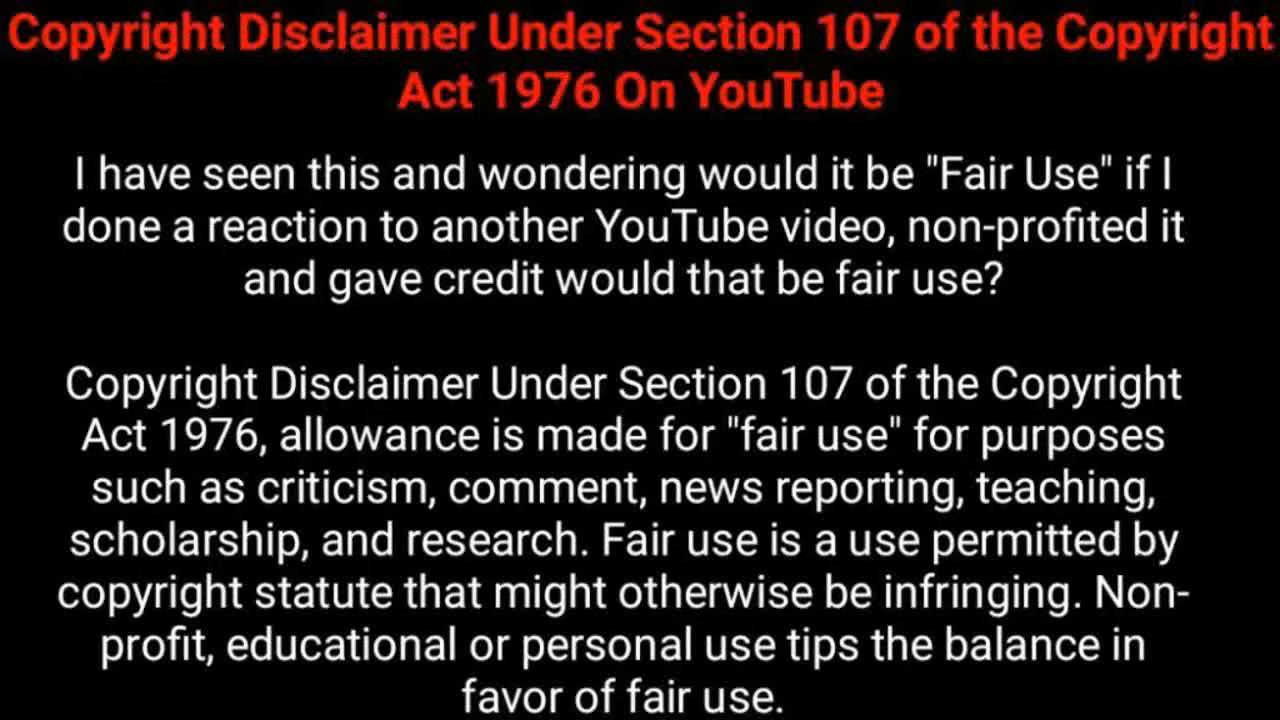 Copyright Disclaimer Under Section 107 of the Copyright
Act 1976 On YouTube
I have seen this and wondering would it be "Fair Use" if I
done a reaction to another YouTube video, non-profited it
and gave credit would that be fair use?
Copyright Disclaimer Under Section 107 of the Copyright
Act 1976, allowance is made for "fair use" for purposes
such as criticism, comment, news reporting, teaching,
scholarship, and research. Fair use is a use permitted by
copyright statute that might otherwise be infringing. Non-
profit, educational or personal use tips the balance in
favor of fair use.